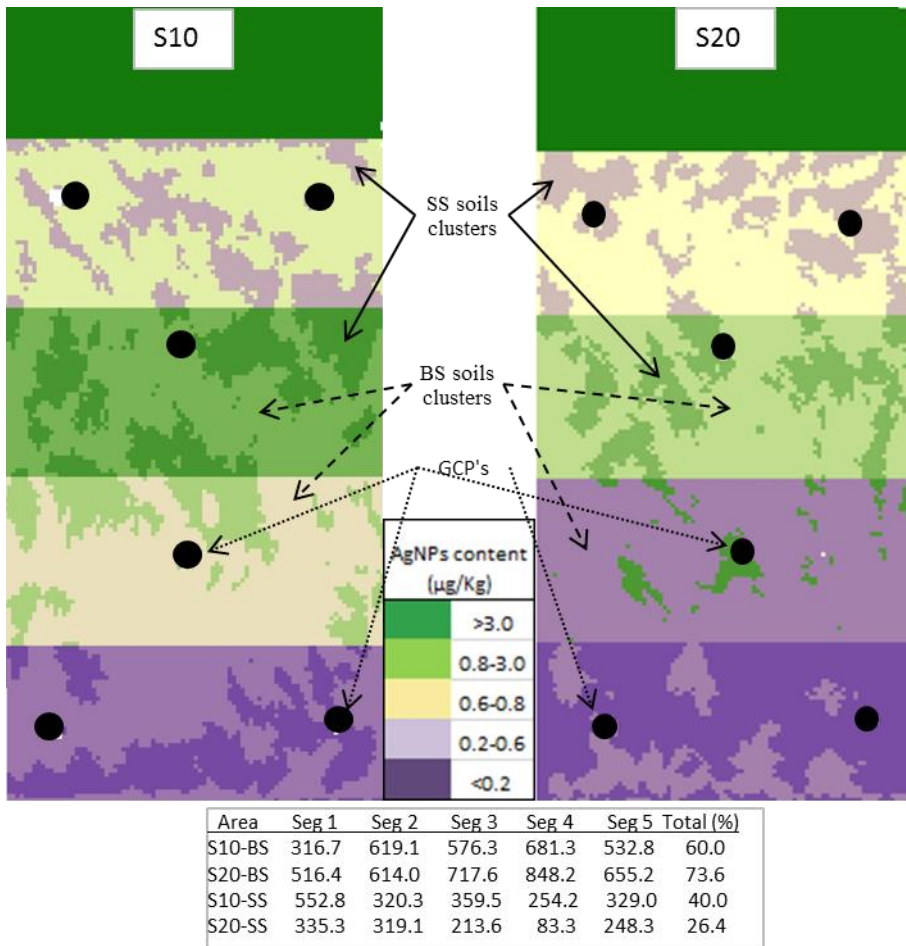 S10
S20
SS soils
clusters
BS soils
clusters
GCP's
AgNPs content
(µg/Kg)
>3.0
0.8-3.0
0.6-0.8
0.2-0.6
<0.2
Area Seg 1 Seg 2 Seg 3 Seg 4 Seg 5 Total (%)
S10-BS 316.7 619.1 576.3 681.3 532.8 60.0
S20-BS 516.4 614.0 717.6 848.2 655.2 73.6
S10-SS 552.8 320.3 359.5 254.2 329.0 40.0
S20-SS 335.3 319.1 213.6 83.3 248.3 26.4